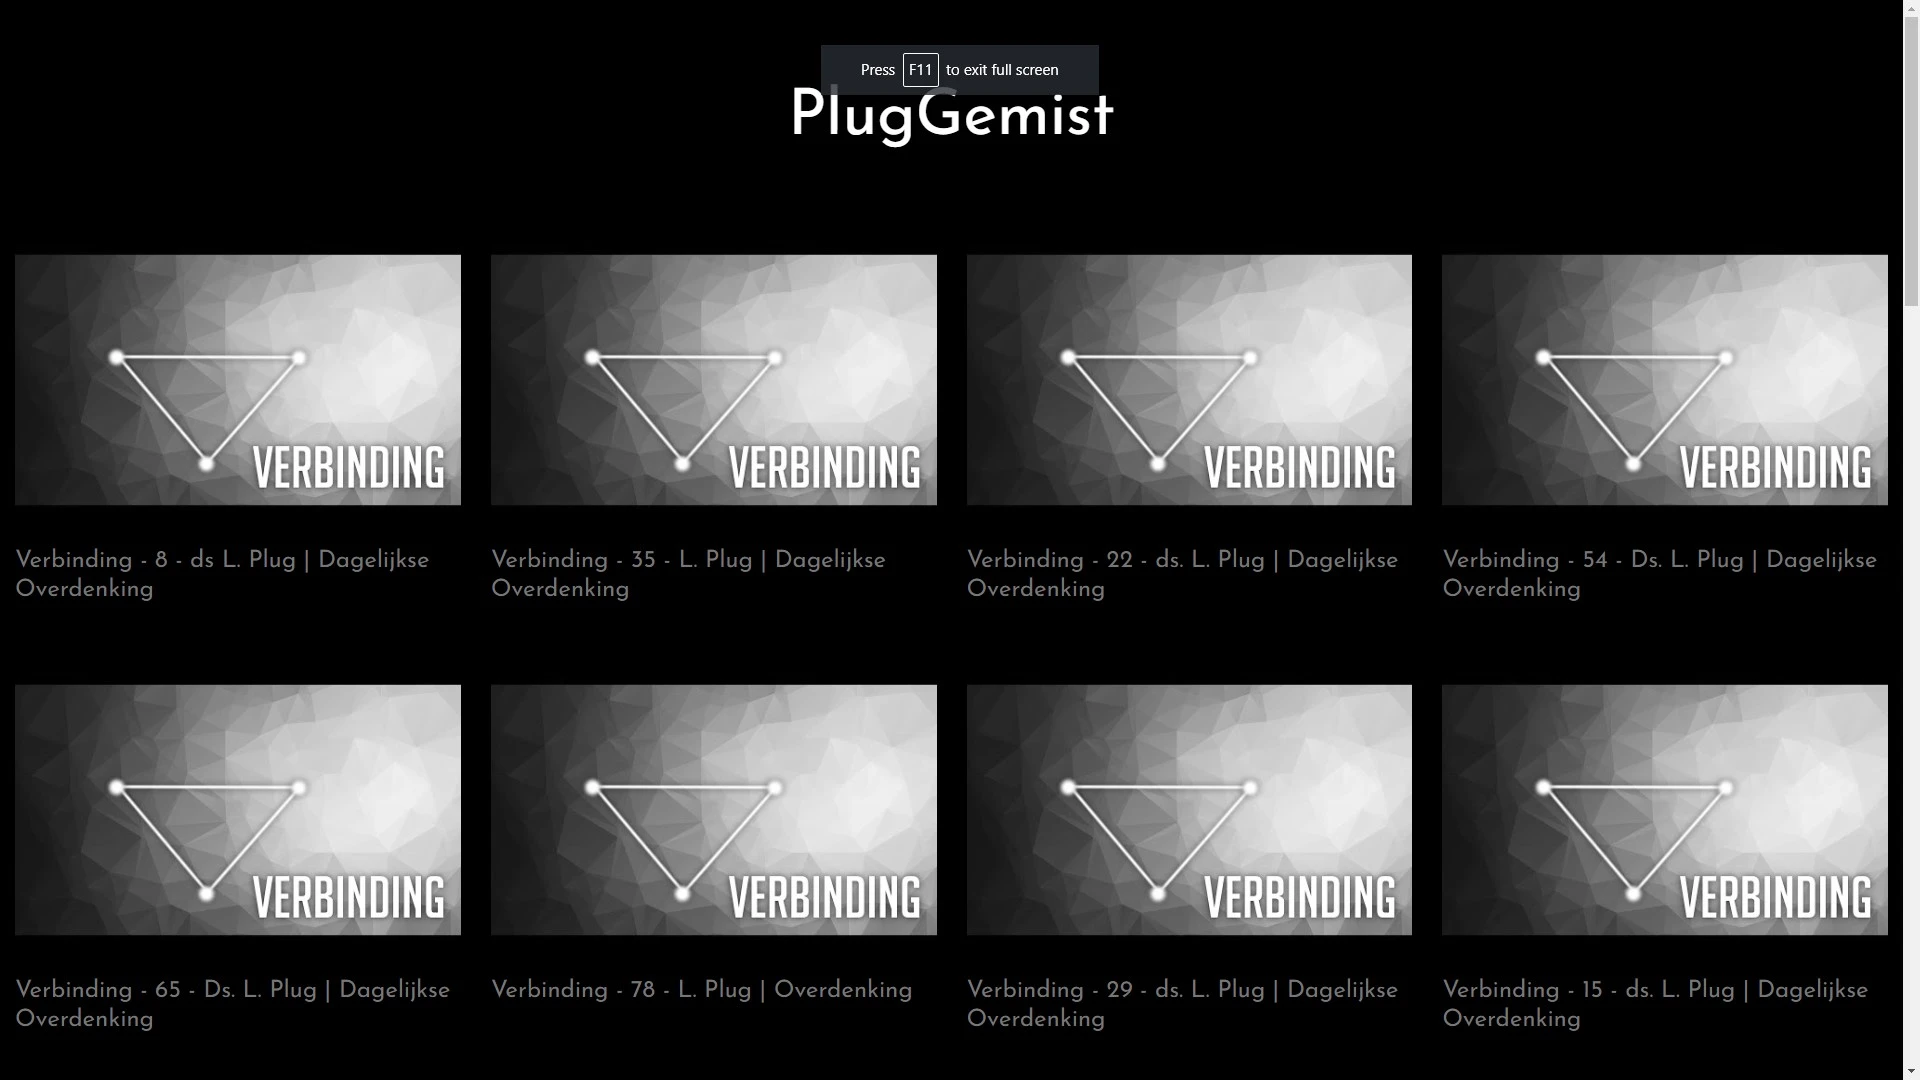 Press F11 to exit full screen
PlugGemist
VERBINDING
VERBINDING
VERBINDING
VERBINDING
Verbinding - 8 - ds L. Plug | Dagelijkse
Overdenking
Verbinding - 35 - L. Plug | Dagelijkse
Overdenking
Verbinding - 22 - ds. L. Plug | Dagelijkse
Overdenking
Verbinding - 54 - Ds. L. Plug | Dagelijkse
Overdenking
VERBINDING
VERBINDING
VERBINDING
VERBINDING
Verbinding - 65 - Ds. L. Plug | Dagelijkse
Overdenking
Verbinding - 78 - L. Plug | Overdenking
Verbinding - 29 - ds. L. Plug | Dagelijkse
Overdenking
Verbinding - 15 - ds. L. Plug | Dagelijkse
Overdenking